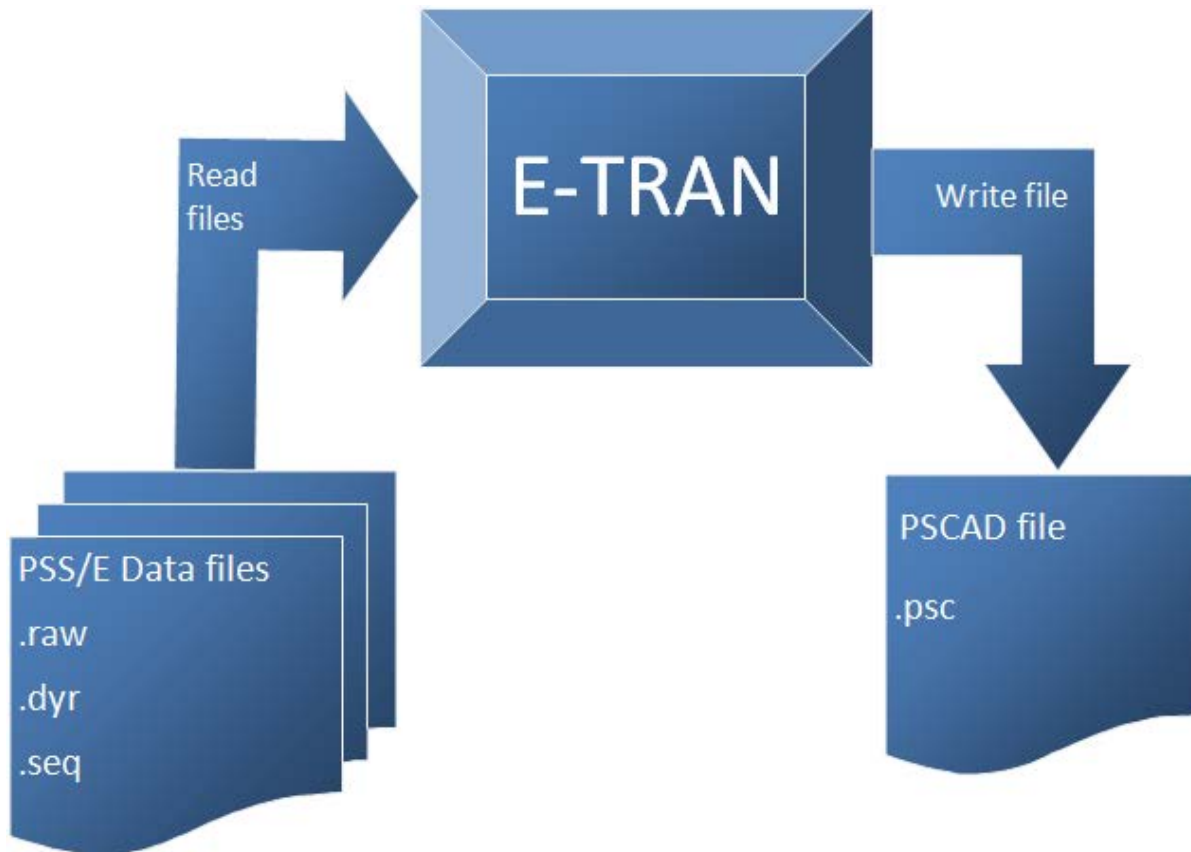 Read
files
E-TRAN
Write file
PSS/E Data files
.raw
.dyr
.seq
PSCAD file
.psc